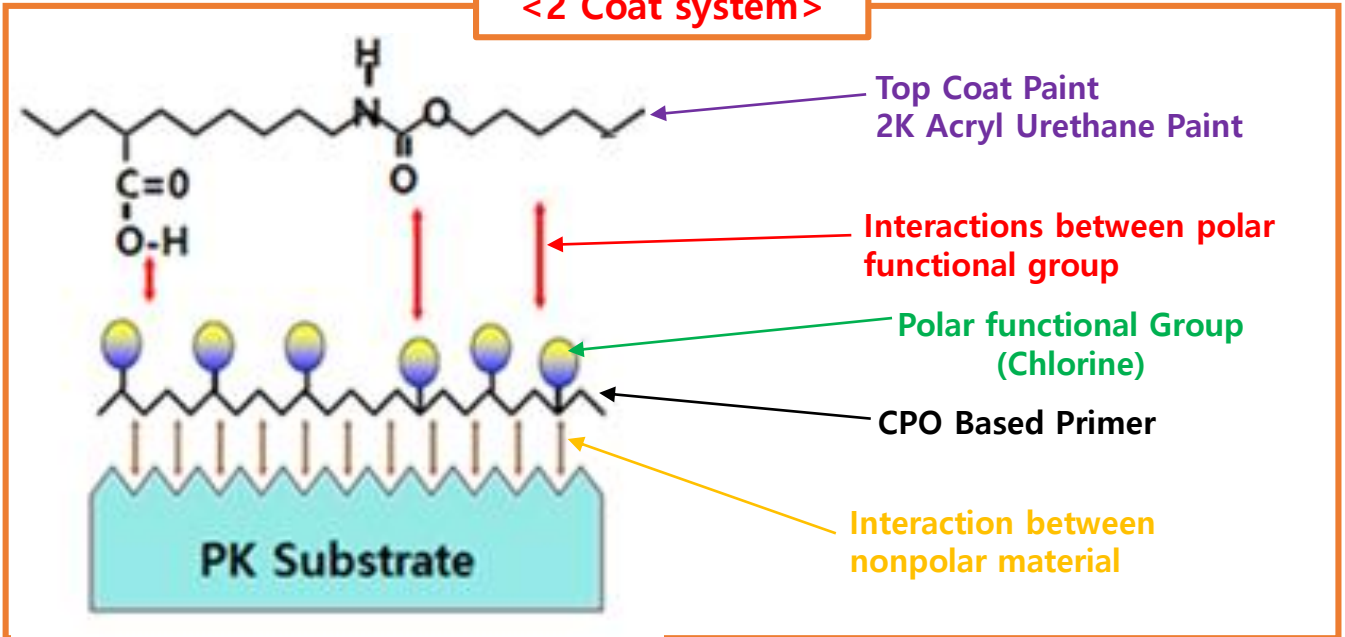 <2 Coat system>
H
N
O
O
C=0
O-H
Top Coat Paint
2K Acryl Urethane Paint
Interactions between polar
functional group
Polar functional Group
(Chlorine)
CPO Based Primer
Interaction between
nonpolar material
PK Substrate